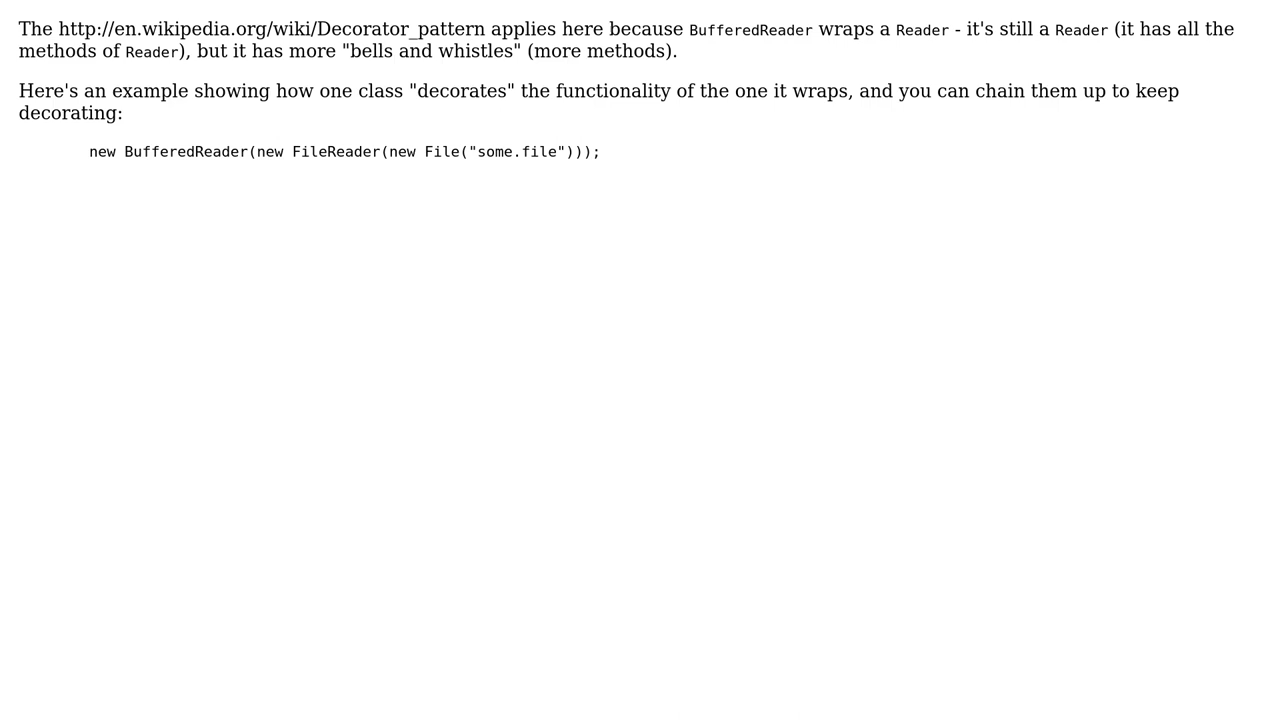 The http://en.wikipedia.org/wiki/Decorator_pattern applies here because BufferedReader wraps a Reader - it's still a Reader (it has all the
methods of Reader), but it has more "bells and whistles" (more methods).
Here's an example showing how one class "decorates" the functionality of the one it wraps, and you can chain them up to keep
decorating:
new BufferedReader(new FileReader(new File("some.file")));